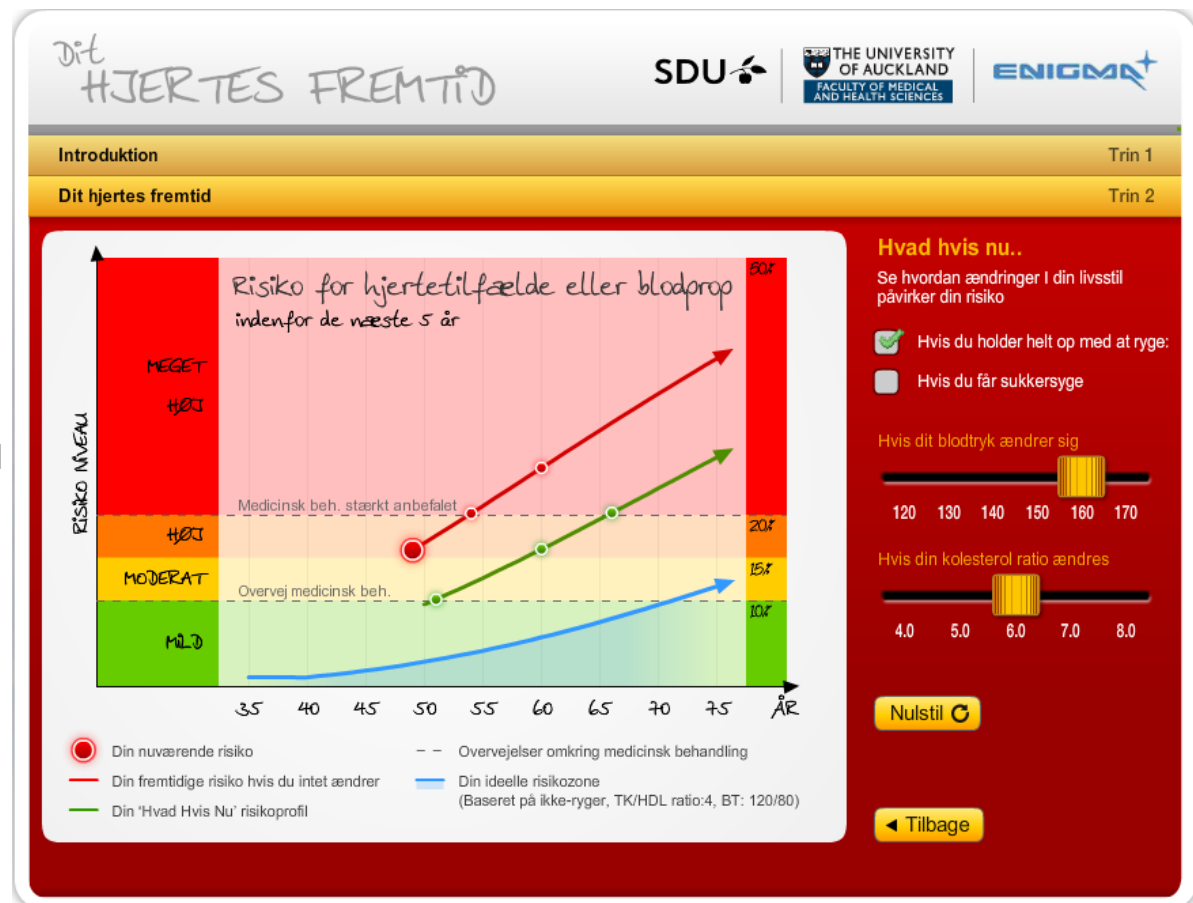 Dit
HJERTES FREMTID
SDU
THE UNIVERSITY
OF AUCKLAND
FACULTY OF MEDICAL
AND HEALTH SCIENCES
ENIGMA
Introduktion
Trin 1
Dit hjertes fremtid
Trin 2
Risiko for hjertetilfælde eller blodprop
indenfor de næste 5 år
50%
MEGET
HØJ
RISIKO NIVEAU
Medicinsk beh. stærkt anbefalet
HØJ
20%
MODERAT
15%
Overvej medicinsk beh.
10%
MILD
35 40 45 50 55 60 65 70 75 ÅR
Din nuværende risiko
Din fremtidige risiko hvis du intet ændrer
Din 'Hvad Hvis Nu' risikoprofil
Overvejelser omkring medicinsk behandling
Din ideelle risikozone
(Baseret på ikke-ryger, TK/HDL ratio:4, BT: 120/80)
Hvad hvis nu..
Se hvordan ændringer I din livsstil
påvirker din risiko
Hvis du holder helt op med at ryge:
Hvis du får sukkersyge
Hvis dit blodtryk ændrer sig
120 130 140 150 160 170
Hvis din kolesterol ratio ændres
4.0 5.0 6.0 7.0 8.0
Nulstil
Tilbage